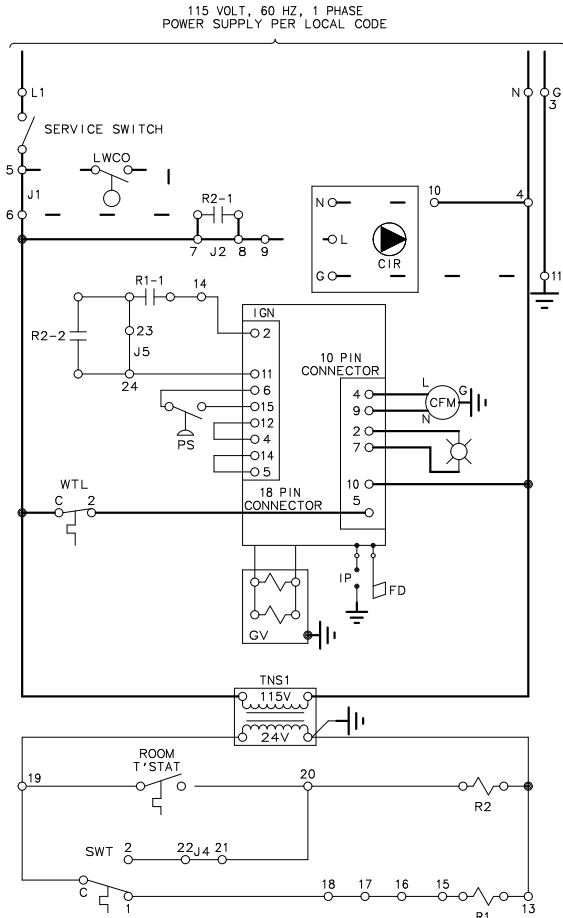 115 VOLT, 60 HZ, 1 PHASE
POWER SUPPLY PER LOCAL CODE
L1
N
G
3
SERVICE SWITCH
5
LWCO
J1
R2-1
10
4
N
6
L
7 J2 8 9
CIR
G
11
R1-1
14
IGN
2
R2-2
23
J5
10 PIN
CONNECTOR
24
11
6
4
L
G
15
9
CFM
N
12
2
PS
4
7
14
5
WTL
10
C 2
18 PIN
CONNECTOR
5
IP
FD
GV
TNS1
115V
24V
ROOM
T'STAT
19
20
R2
SWT 2 22 J4 21
C
1
18 17 16 15
R1
13